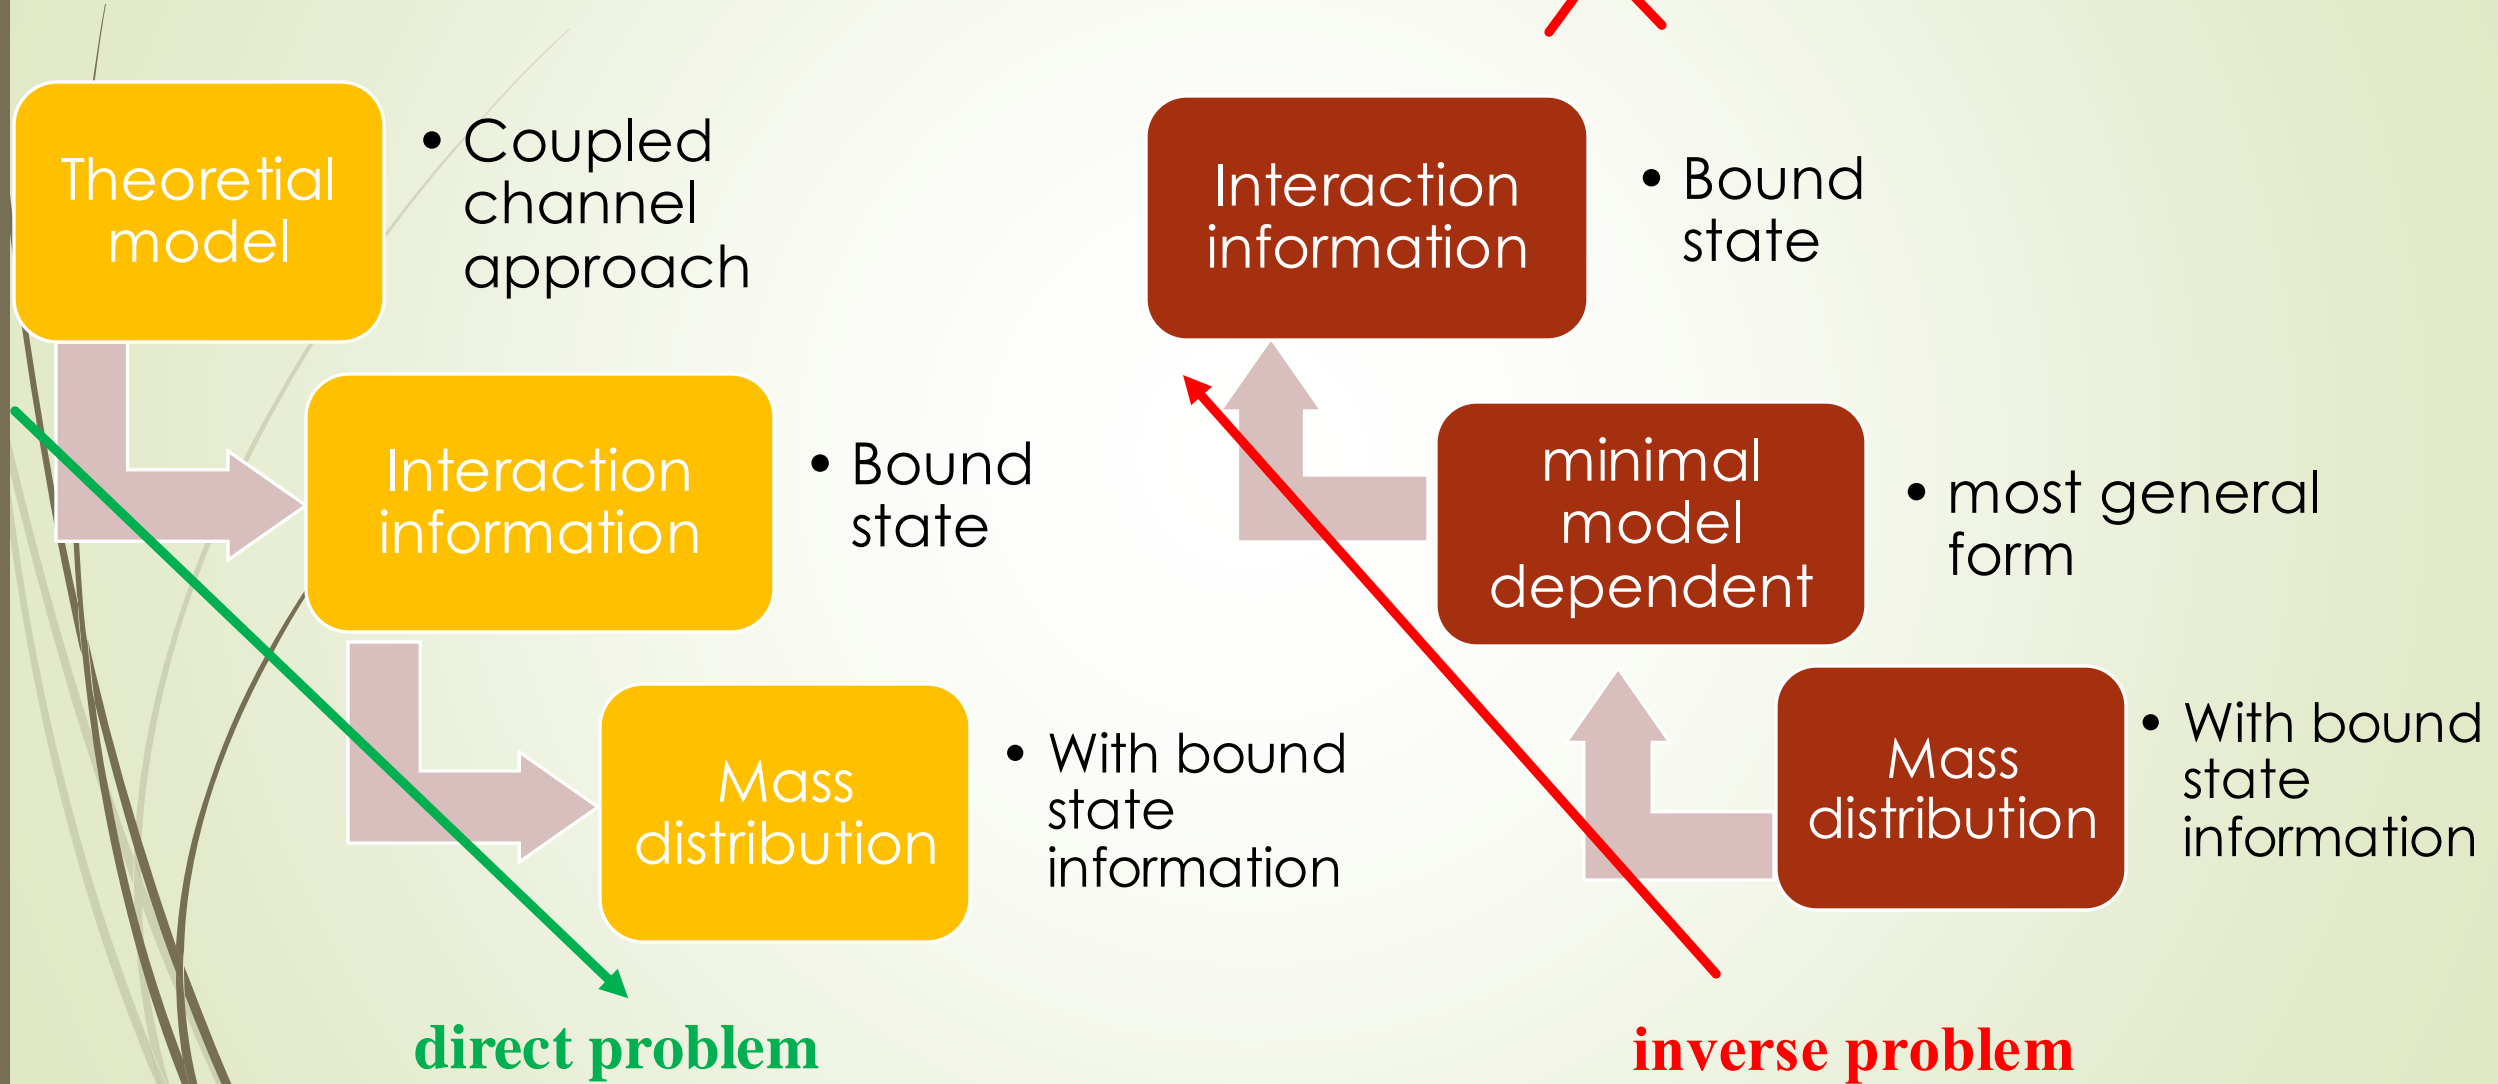 Theoretial
model
• Coupled
channel
approach
Interaction
information
• Bound
state
Mass
distribution
• With bound
state
information
direct problem
Interaction
information
• Bound
state
minimal
model
dependent
• most general
form
Mass
distribution
• With bound
state
information
inverse problem